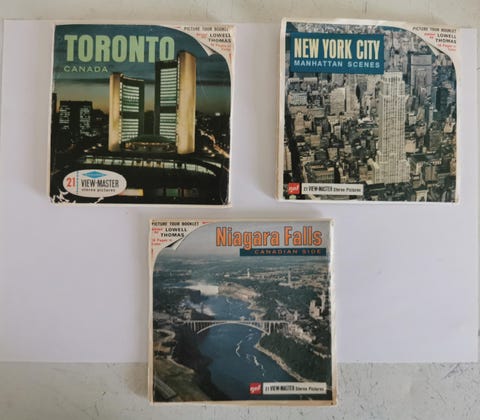 PICTURE TOUR BOOKLET
LOWELL
THOMAS
TORONTO
CANADA
21 VIEW-MASTER
stereo pictures
PICTURE TOUR BOOKLET
LOWELL
THOMAS
NEW YORK CITY
MANHATTAN SCENES
gaf 21 VIEW-MASTER Stereo Pictures
PICTURE TOUR BOOKLET
LOWELL
THOMAS
Niagara Falls
CANADIAN SIDE
gaf 21 VIEW-MASTER Stereo Pictures